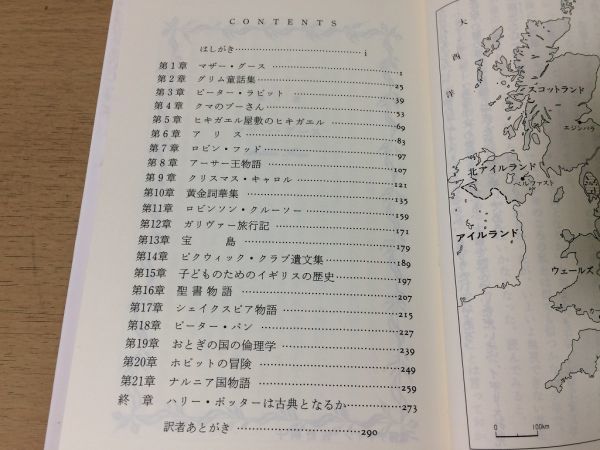 CONTENTS
はしがき i
第1章 マザー・グース 1
第2章 グリム童話集 25
第3章 ピーター・ラビット 39
第4章 クマのプーさん 53
第5章 ヒキガエル屋敷のヒキガエル 69
第6章 アリス 83
第7章 ロビン・フッド 97
第8章 アーサー王物語 107
第9章 クリスマス・キャロル 121
第10章 黄金詞華集 135
第11章 ロビンソン・クルーソー 159
第12章 ガリヴァー旅行記 171
第13章 宝島 179
第14章 ピクウィック・クラブ遺文集 189
第15章 子どものためのイギリスの歴史 197
第16章 聖書物語 207
第17章 シェイクスピア物語 215
第18章 ピーター・パン 227
第19章 おとぎの国の倫理学 239
第20章 ホビットの冒険 249
第21章 ナルニア国物語 259
終章 ハリー・ポッターは古典となるか 273
訳者あとがき 290
大西洋
スコットランド
エジンバラ
北アイルランド
ベルファスト
アイルランド
ウェールズ
0 100km